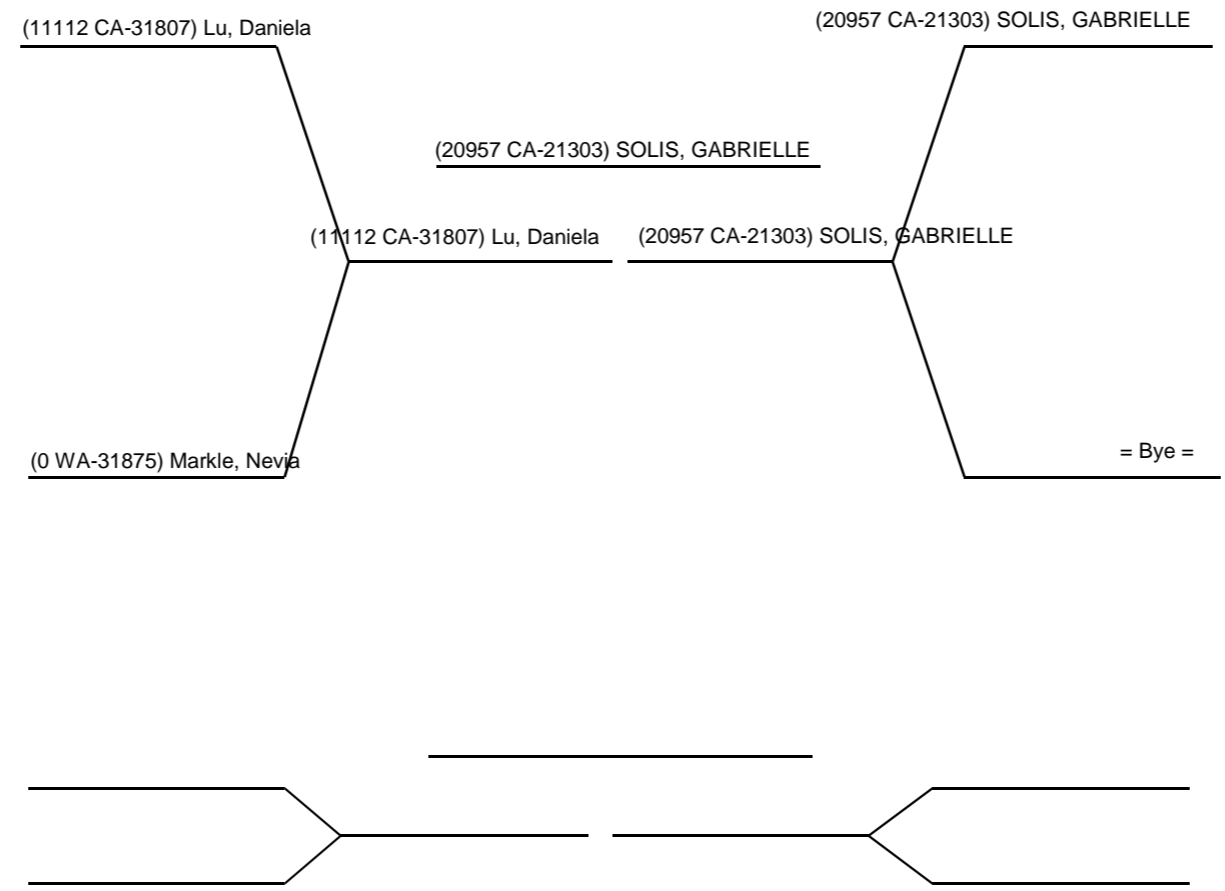 (11112 CA-31807) Lu, Daniela
(20957 CA-21303) SOLIS, GABRIELLE
(20957 CA-21303) SOLIS, GABRIELLE
(11112 CA-31807) Lu, Daniela
(20957 CA-21303) SOLIS, GABRIELLE
(0 WA-31875) Markle, Nevia
= Bye =